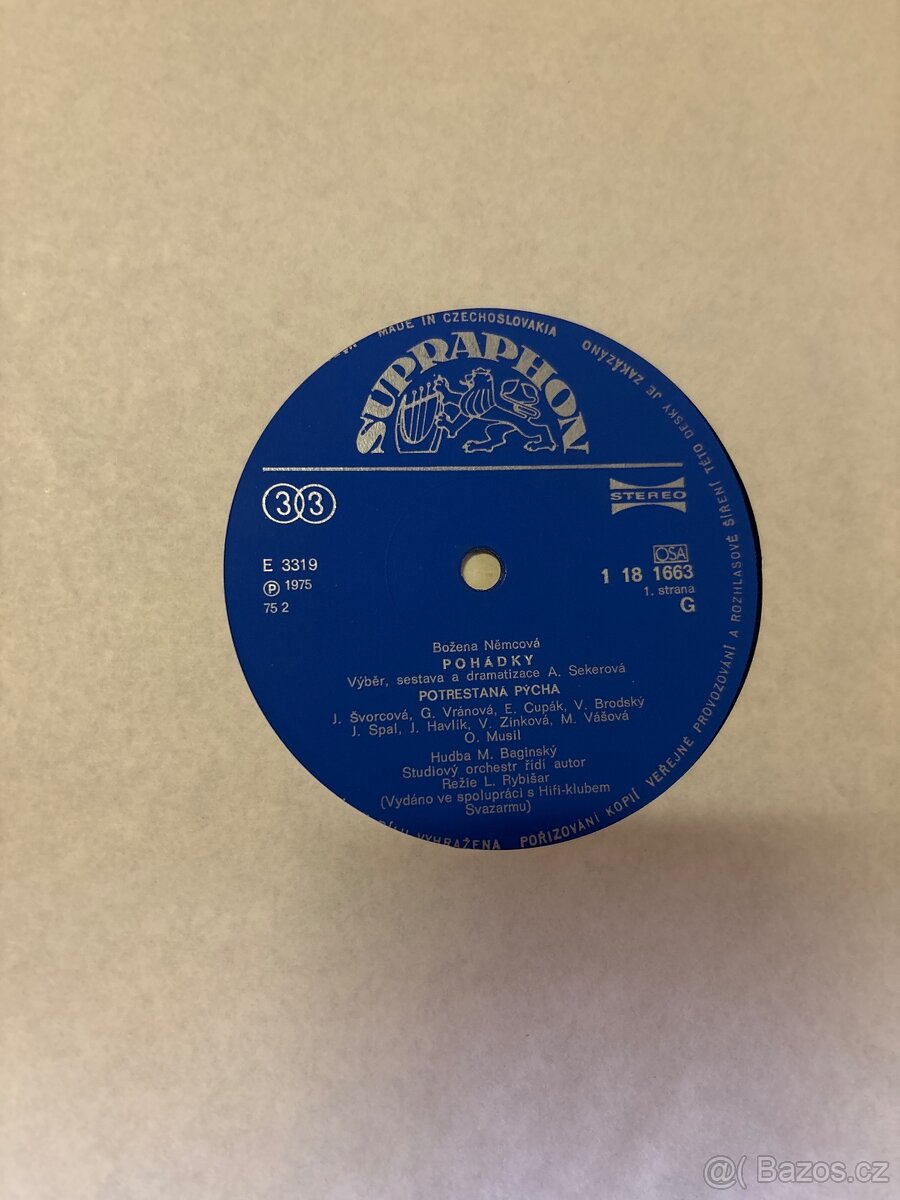 MADE IN CZECHOSLOVAKIA
SUPRAPHON
33
STEREO
E 3319
Ⓟ 1975
75 2
OSA
1 18 1663
1. strana
G
Božena Němcová
POHÁDKY
Výběr, sestava a dramatizace A. Sekerová
POTRESTANÁ PÝCHA
J. Švorcová, G. Vránová, E. Cupák, V. Brodský
J. Spal, J. Havlík, V. Zinková, M. Vášová
O. Musil
Hudba M. Baginský
Studiový orchestr řídí autor
Režie L. Rybišar
(Vydáno ve spolupráci s Hifi-klubem
Svazarmu)
VYHRAŽENA POŘIZOVÁNÍ KOPIÍ VEŘEJNÉ PROVOZOVÁNÍ A ROZHLASOVÉ ŠÍŘENÍ TÉTO DESKY JE ZAKÁZÁNO
@( Bazos.cz